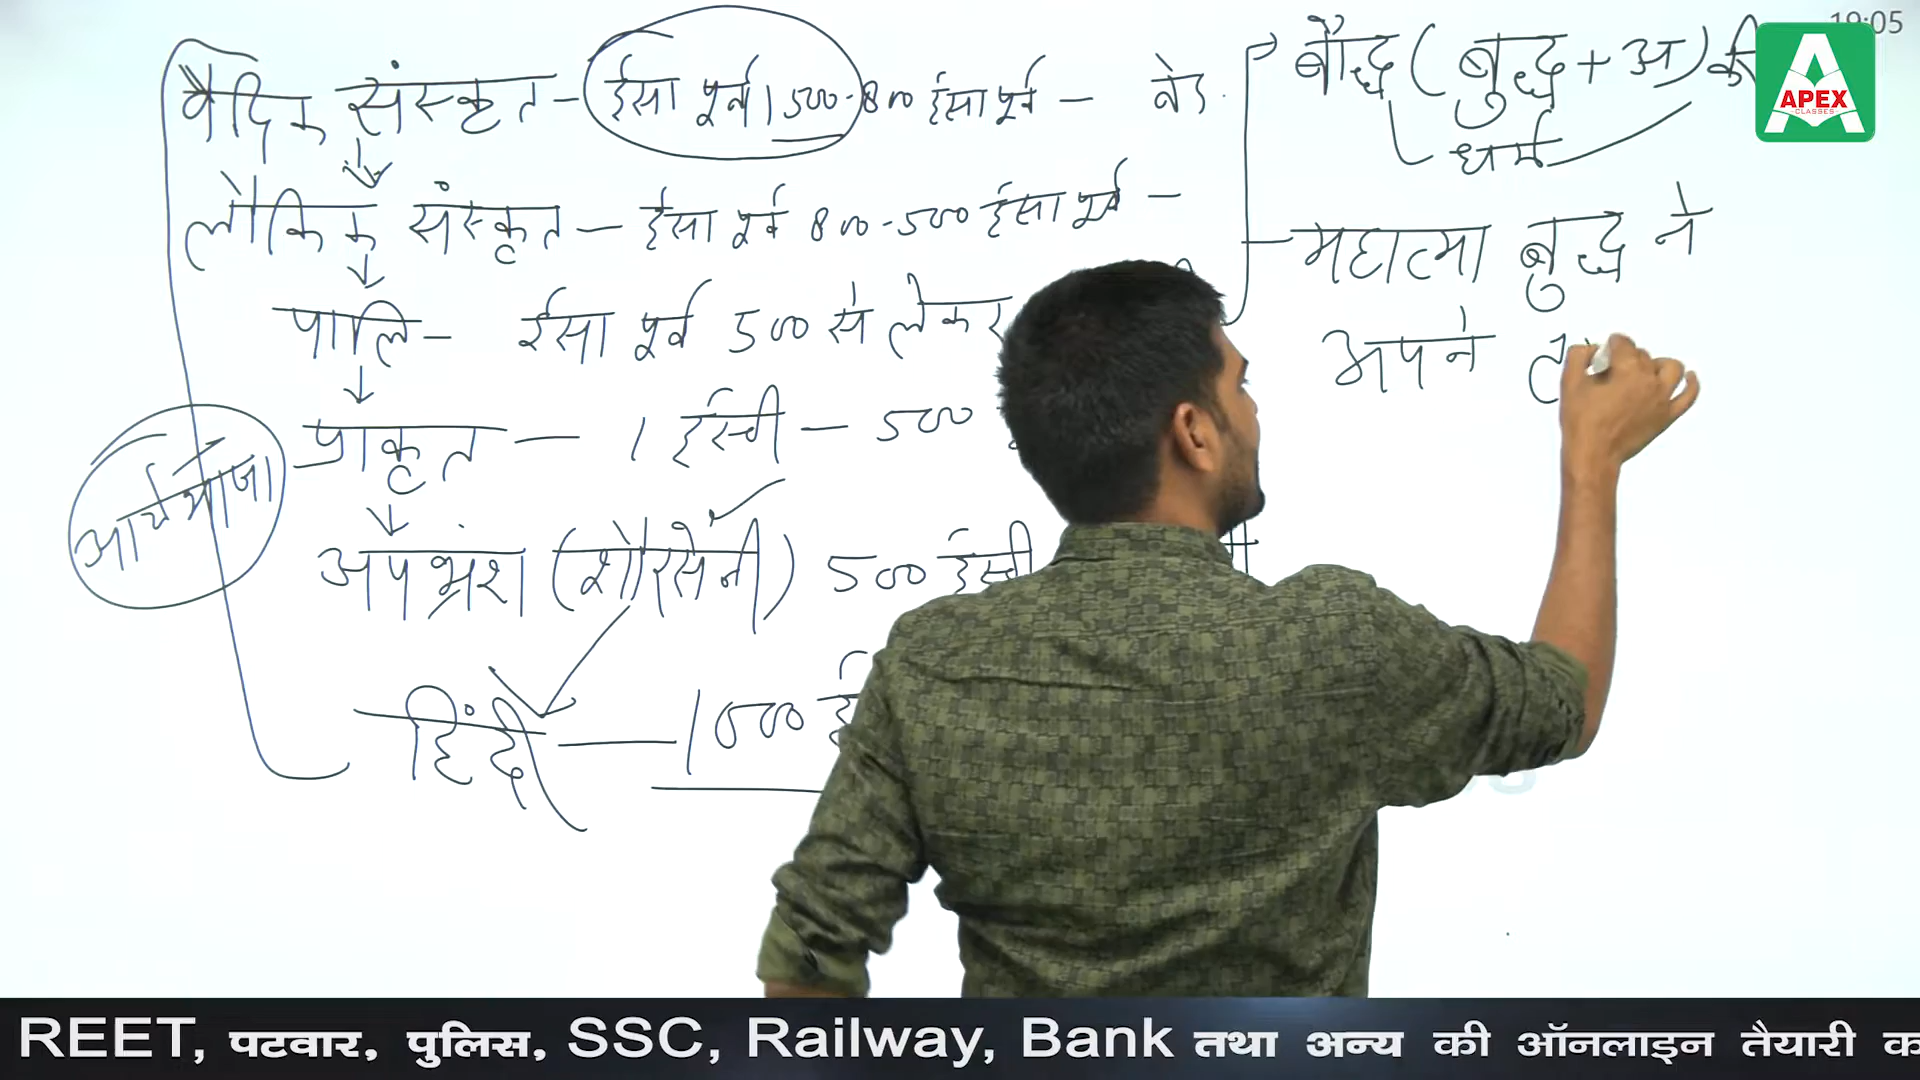 वैदिक संस्कृत - ईसा पूर्व 1500-800 ईसा पूर्व - वेद
लौकिक संस्कृत - ईसा पूर्व 800-500 ईसा पूर्व -
पालि - ईसा पूर्व 500 से लेकर
प्राकृत - 1 ईस्वी - 500
अपभ्रंश (शौरसेनी) 500 ईस्वी
हिंदी - 1000 ई
आर्य भाषा
बौद्ध (बुद्ध + अ) की
धर्म
महात्मा बुद्ध ने
अपने
19:05
APEX
CLASSES
REET, पटवार, पुलिस, SSC, Railway, Bank तथा अन्य की ऑनलाइन तैयारी क